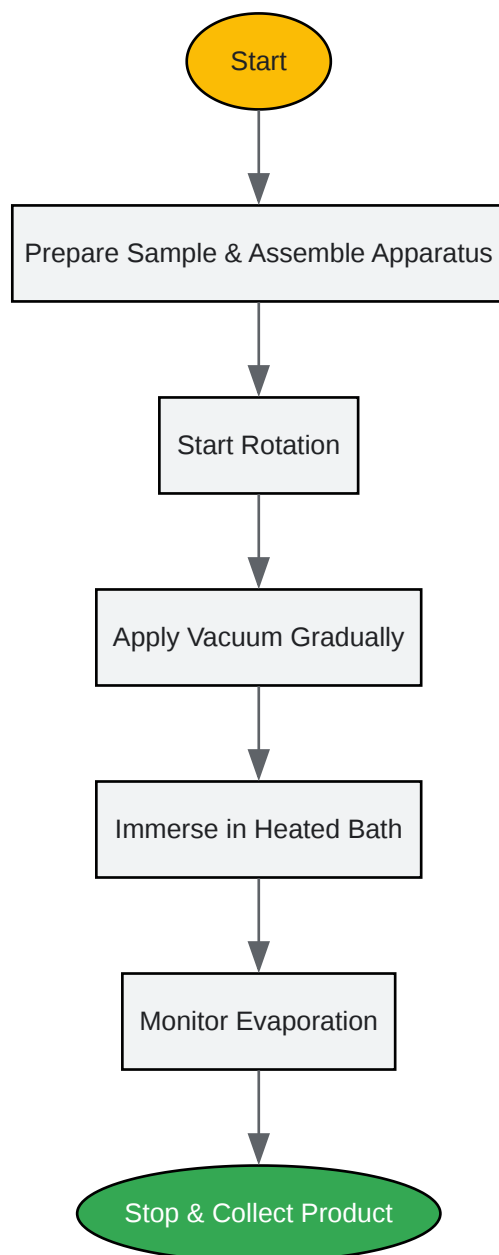 Start
Prepare Sample & Assemble Apparatus
Start Rotation
Apply Vacuum Gradually
Immerse in Heated Bath
Monitor Evaporation
Stop & Collect Product